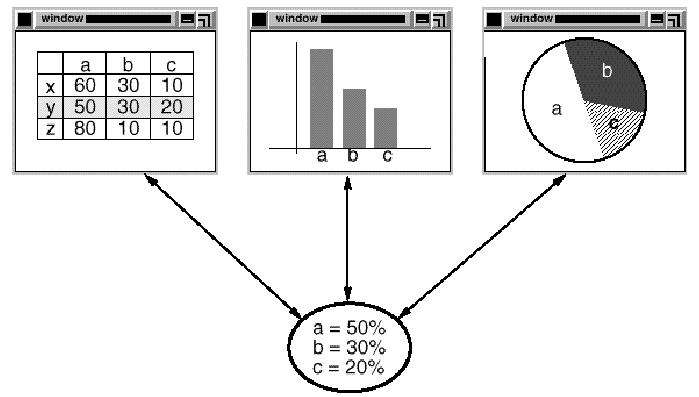 window
a b c
x 60 30 10
y 50 30 20
z 80 10 10
window
a b c
window
b
a
c
a = 50%
b = 30%
c = 20%